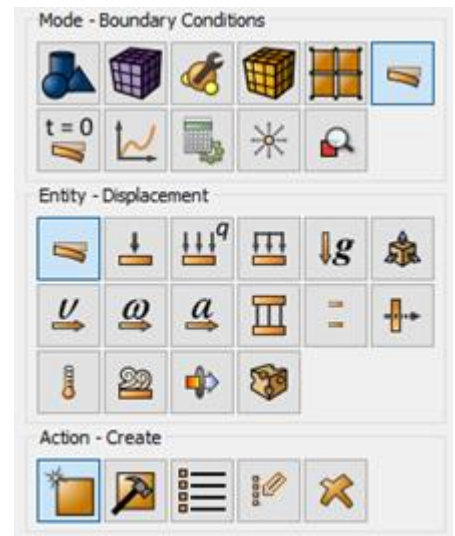 Mode - Boundary Conditions
t = 0
Entity - Displacement
q
g
v
ω
a
Action - Create